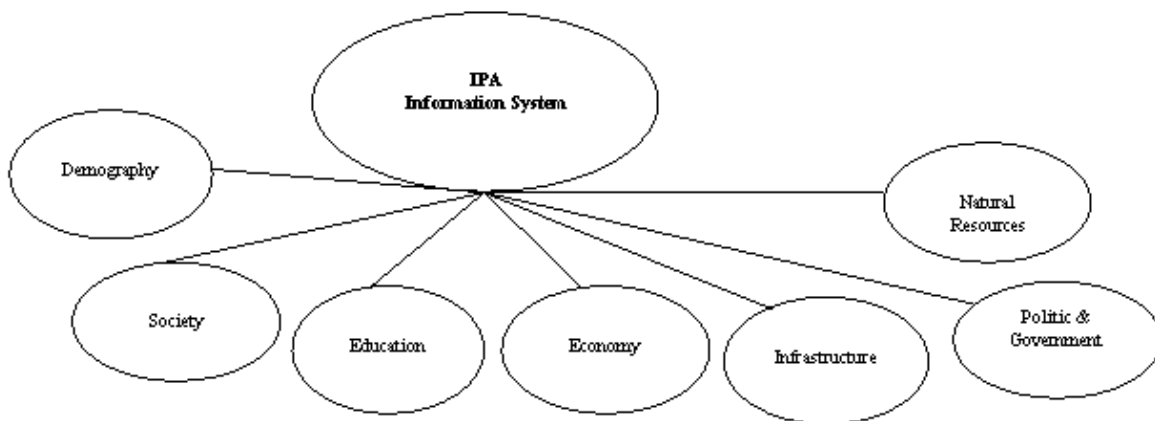 IPA
Information System
Demography
Natural
Resources
Society
Education
Economy
Infrastructure
Politic &
Government